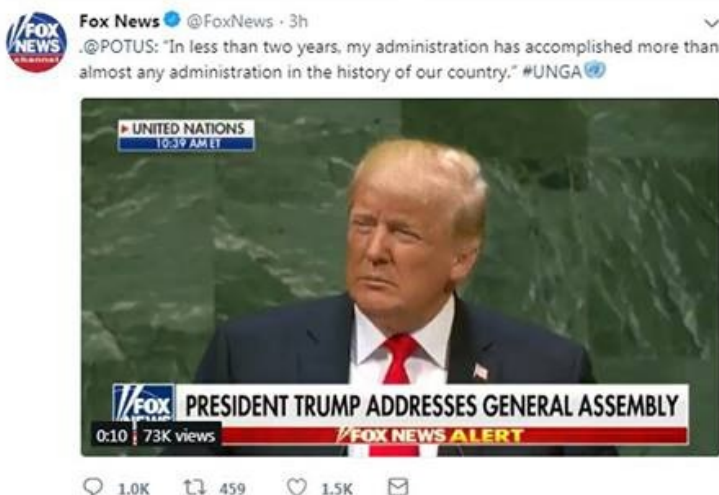 FOX
NEWS
channel
Fox News @FoxNews · 3h
.@POTUS: "In less than two years, my administration has accomplished more than
almost any administration in the history of our country." #UNGA
UNITED NATIONS
10:39 AM ET
FOX
NEWS
PRESIDENT TRUMP ADDRESSES GENERAL ASSEMBLY
FOX NEWS ALERT
0:10 73K views
1.0K 459 1.5K